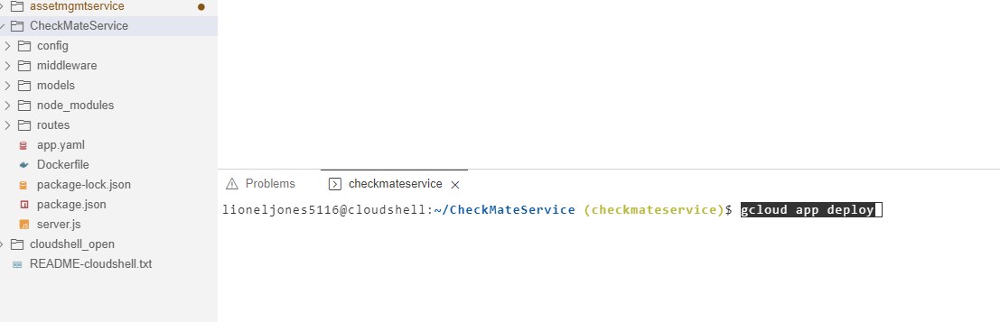 assetmgmtservice
CheckMateService
config
middleware
models
node_modules
routes
app.yaml
Dockerfile
package-lock.json
package.json
JS server.js
cloudshell_open
README-cloudshell.txt
Problems checkmateservice
lioneljones5116@cloudshell:~/CheckMateService (checkmateservice)$ gcloud app deploy